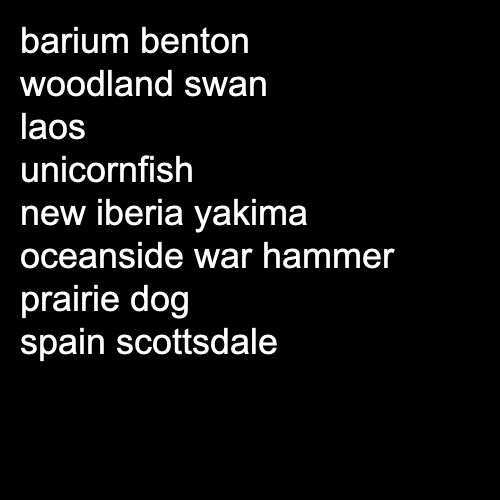 barium benton
woodland swan
laos
unicornfish
new iberia yakima
oceanside war hammer
prairie dog
spain scottsdale